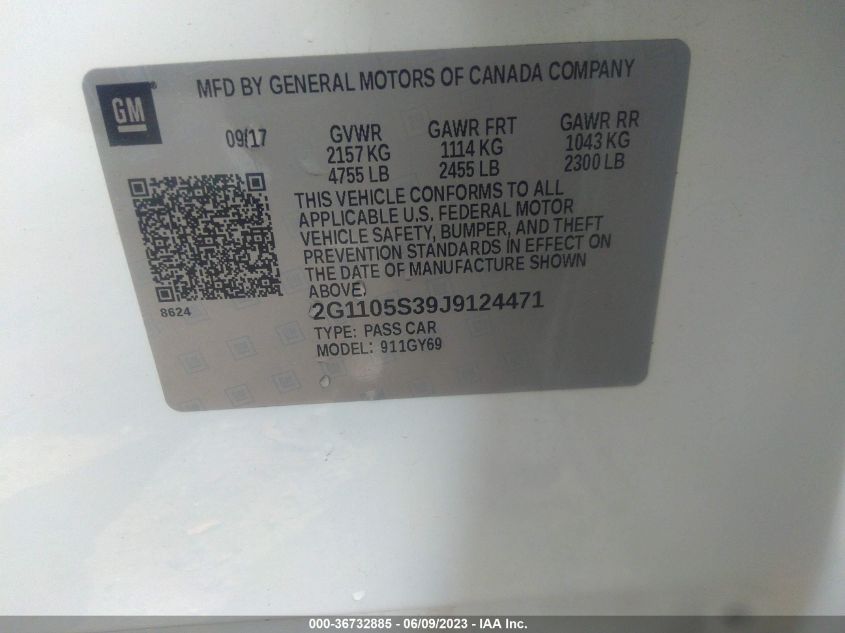 GM
MFD BY GENERAL MOTORS OF CANADA COMPANY
09/17 GVWR GAWR FRT GAWR RR
2157 KG 1114 KG 1043 KG
4755 LB 2455 LB 2300 LB
THIS VEHICLE CONFORMS TO ALL
APPLICABLE U.S. FEDERAL MOTOR
VEHICLE SAFETY, BUMPER, AND THEFT
PREVENTION STANDARDS IN EFFECT ON
THE DATE OF MANUFACTURE SHOWN
ABOVE.
8624
2G1105S39J9124471
TYPE: PASS CAR
MODEL: 911GY69
000-36732885 - 06/09/2023 - IAA Inc.